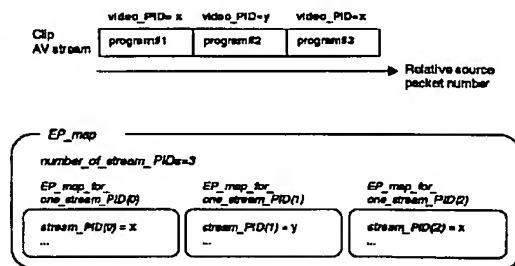 video_PID= x video_PID=y video_PID=x
Clip
AV stream
program#1 program#2 program#3
Relative source
packet number
EP_map
number_of_stream_PIDs=3
EP_map_for_
one_stream_PID(0)
EP_map_for_
one_stream_PID(1)
EP_map_for_
one_stream_PID(2)
stream_PID(0) = x
...
stream_PID(1) = y
...
stream_PID(2) = x
...